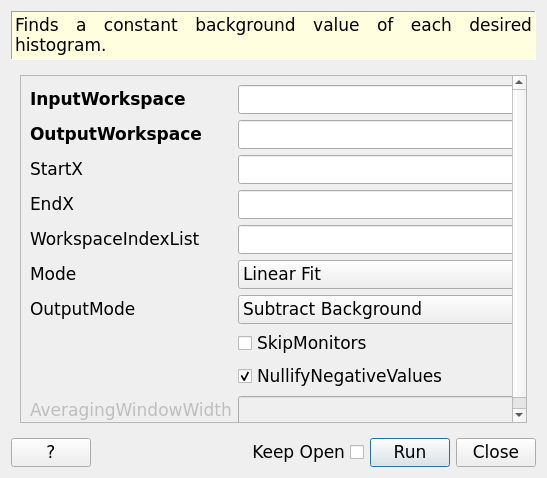 Finds a constant background value of each desired
histogram.
InputWorkspace
OutputWorkspace
StartX
EndX
WorkspaceIndexList
Mode Linear Fit
OutputMode Subtract Background
SkipMonitors
NullifyNegativeValues
AveragingWindowWidth
? Keep Open Run Close